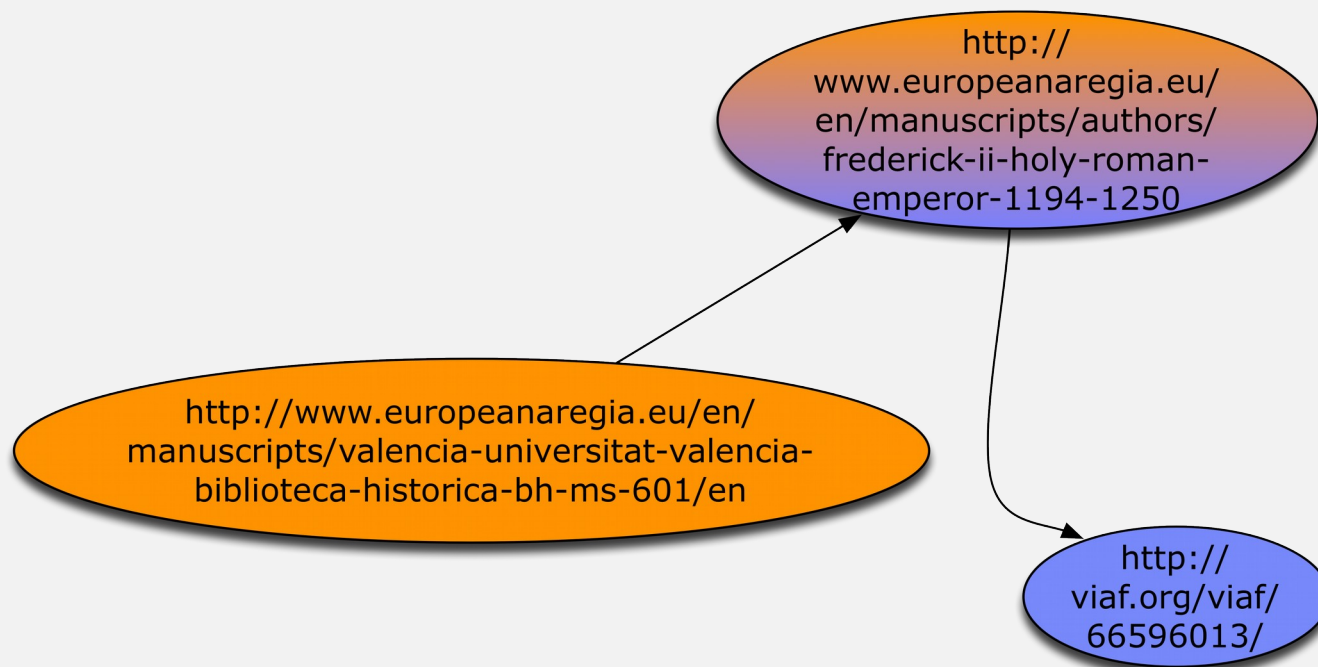 http://
www.europeanaregia.eu/
en/manuscripts/authors/
frederick-ii-holy-roman-
emperor-1194-1250
http://www.europeanaregia.eu/en/
manuscripts/valencia-universitat-valencia-
biblioteca-historica-bh-ms-601/en
http://
viaf.org/viaf/
66596013/